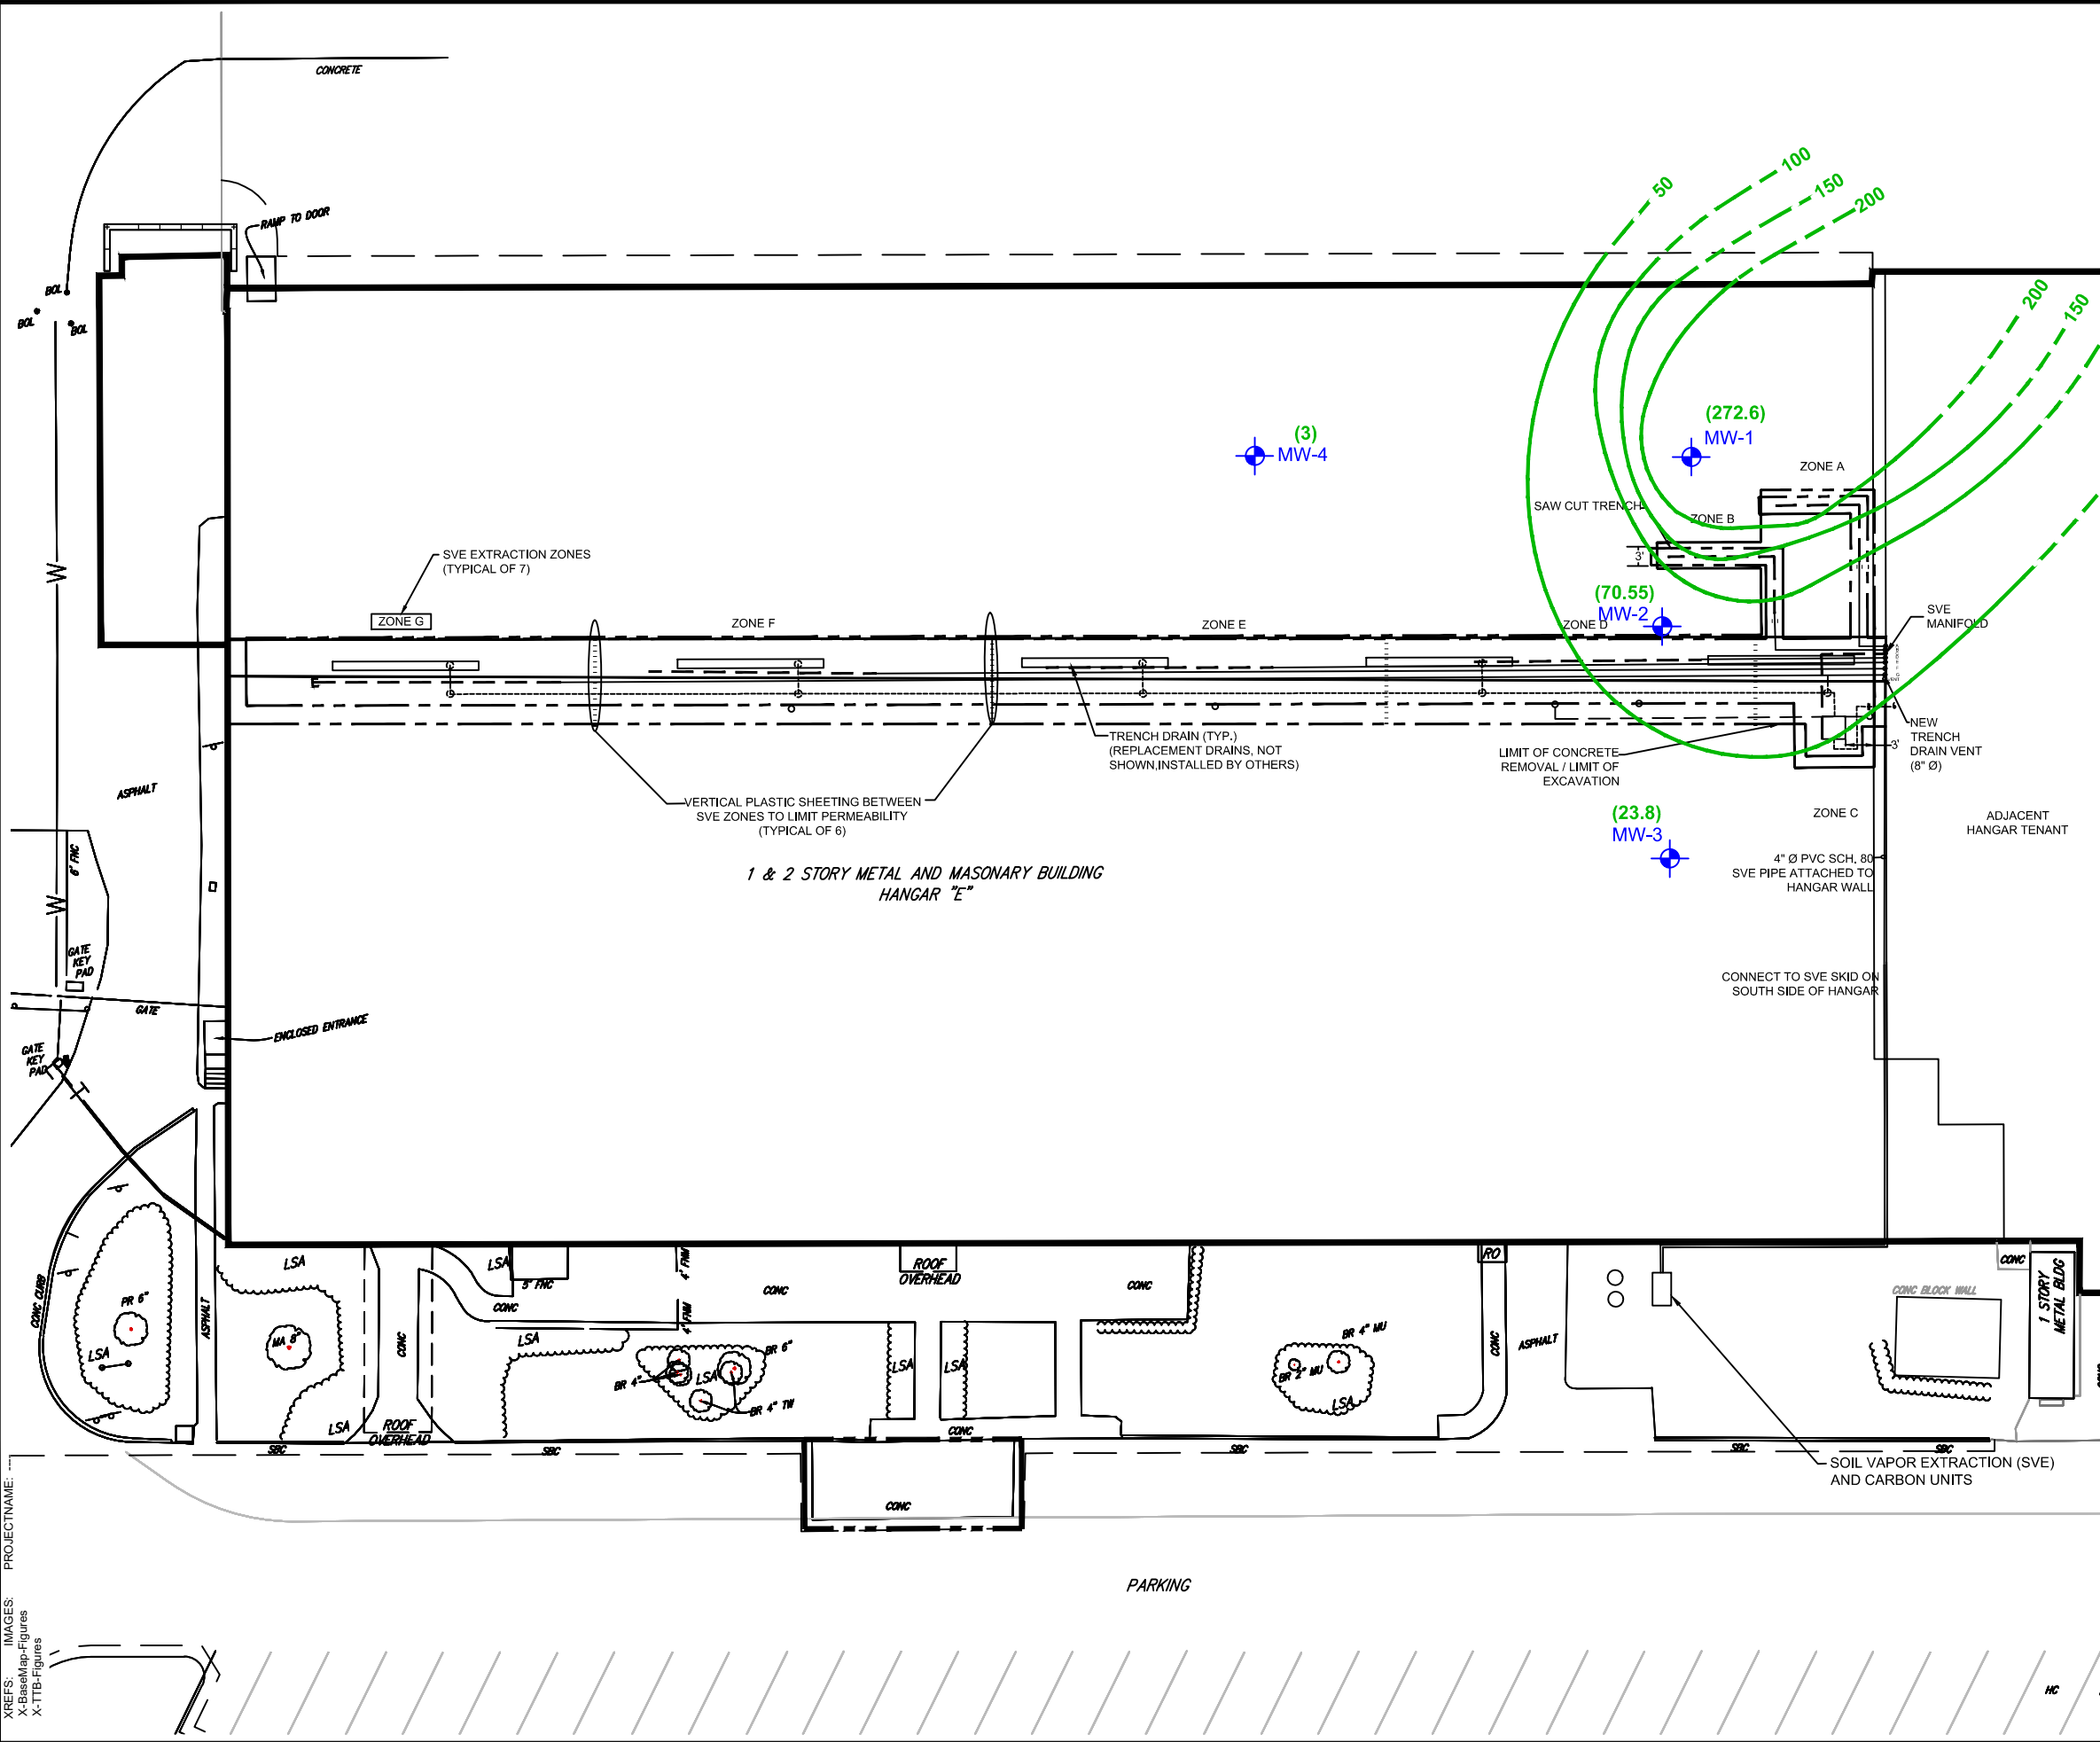 CONCRETE
RAMP TO DOOR
BOL
BOL
BOL
50
100
150
200
200
150
(3)
MW-4
(272.6)
MW-1
ZONE A
SAW CUT TRENCH
ZONE B
3'
SVE EXTRACTION ZONES
(TYPICAL OF 7)
ZONE G
ZONE F
ZONE E
ZONE D
(70.55)
MW-2
SVE
MANIFOLD
W
W
TRENCH DRAIN (TYP.)
(REPLACEMENT DRAINS, NOT
SHOWN,INSTALLED BY OTHERS)
LIMIT OF CONCRETE
REMOVAL / LIMIT OF
EXCAVATION
3'
NEW
TRENCH
DRAIN VENT
(8" Ø)
VERTICAL PLASTIC SHEETING BETWEEN
SVE ZONES TO LIMIT PERMEABILITY
(TYPICAL OF 6)
(23.8)
MW-3
ZONE C
ADJACENT
HANGAR TENANT
4" Ø PVC SCH. 80
SVE PIPE ATTACHED TO
HANGAR WALL
1 & 2 STORY METAL AND MASONARY BUILDING
HANGAR "E"
CONNECT TO SVE SKID ON
SOUTH SIDE OF HANGAR
ASPHALT
6' FNC
GATE
KEY
PAD
GATE
GATE
KEY
PAD
ENCLOSED ENTRANCE
CONC CURB
PR 6"
LSA
ASPHALT
LSA
MA 8"
LSA
CONC
ROOF
OVERHEAD
LSA
5' FNC
CONC
LSA
4' FNM
4' FNM
CONC
ROOF
OVERHEAD
CONC
BR 4"
LSA
BR 6"
BR 4" TW
LSA
LSA
CONC
BR 2" MU
BR 4" MU
LSA
RO
CONC
ASPHALT
CONC
CONC BLOCK WALL
1 STORY
METAL BLDG
SBC
SBC
SBC
SBC
SBC
CONC
SOIL VAPOR EXTRACTION (SVE)
AND CARBON UNITS
PARKING
HC
XREFS: IMAGES: PROJECTNAME: ----
X-BaseMap-Figures
X-TTB-Figures